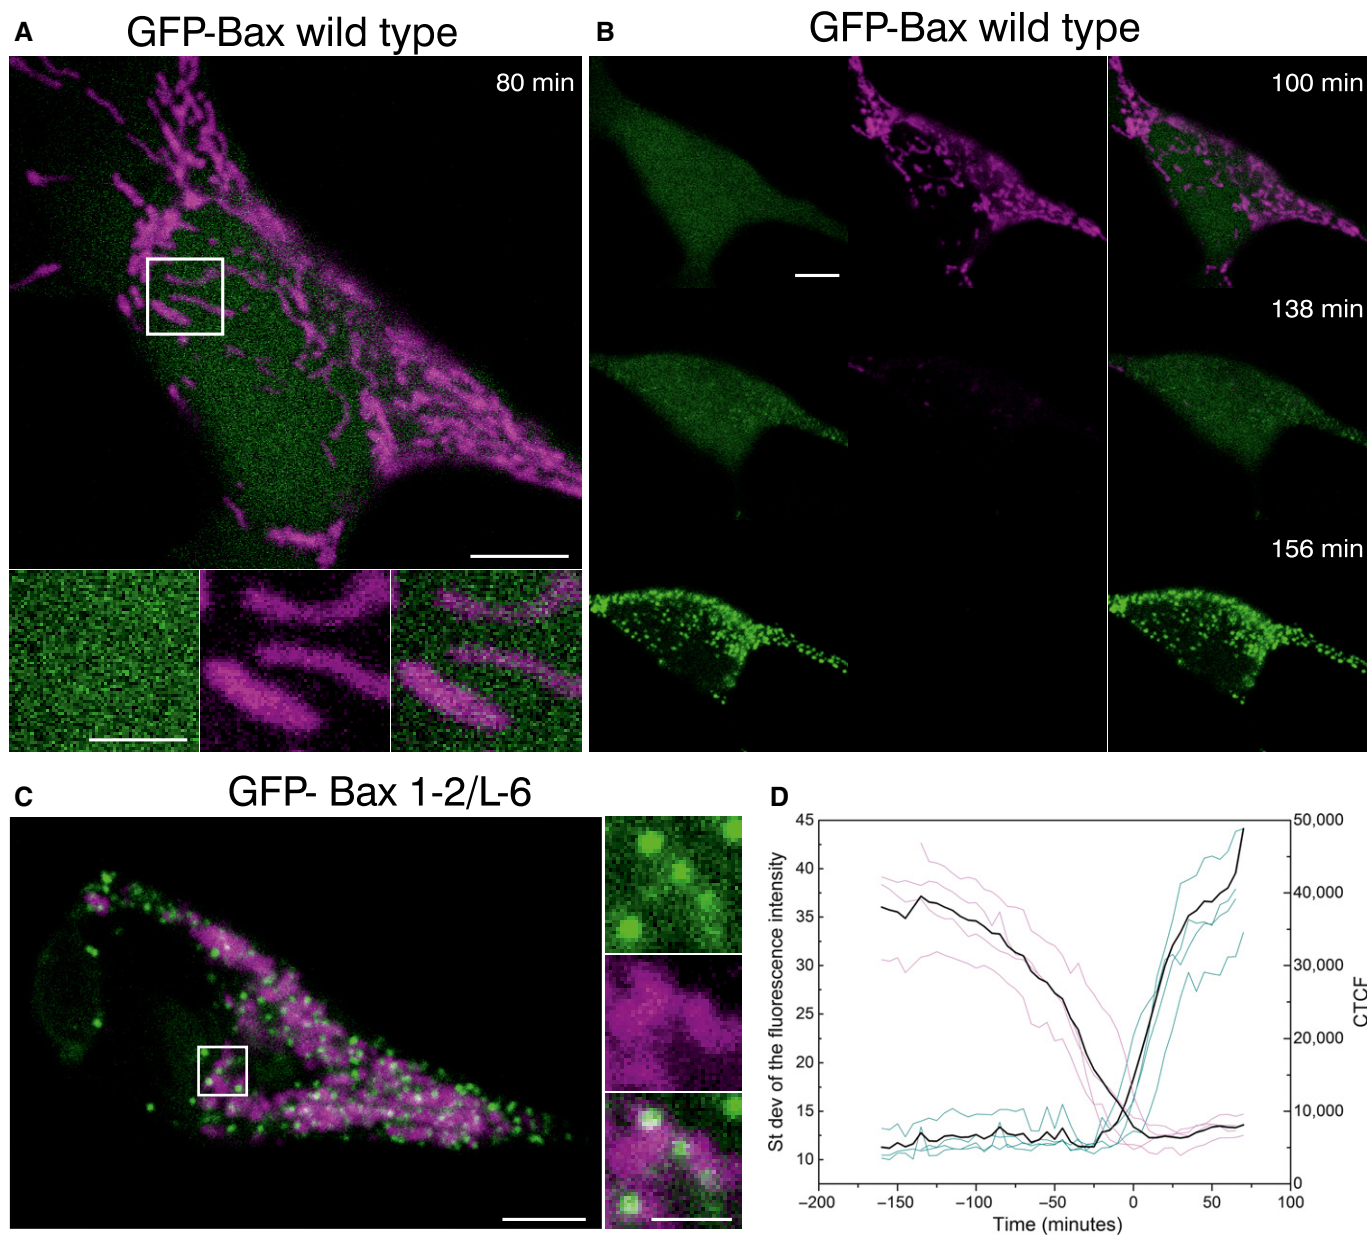 A
GFP-Bax wild type
80 min
B
GFP-Bax wild type
100 min
138 min
156 min
C
GFP- Bax 1-2/L-6
D
St dev of the fluorescence intensity
45
40
35
30
25
20
15
10
50,000
40,000
30,000
20,000
10,000
0
CTCF
−200
−150
−100
−50
0
50
100
Time (minutes)